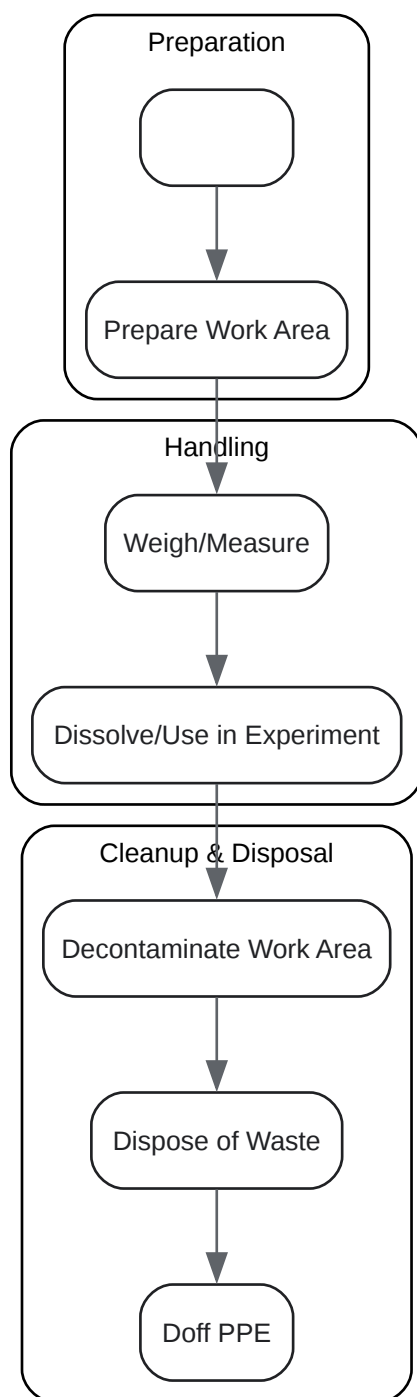 Preparation
Prepare Work Area
Handling
Weigh/Measure
Dissolve/Use in Experiment
Cleanup & Disposal
Decontaminate Work Area
Dispose of Waste
Doff PPE